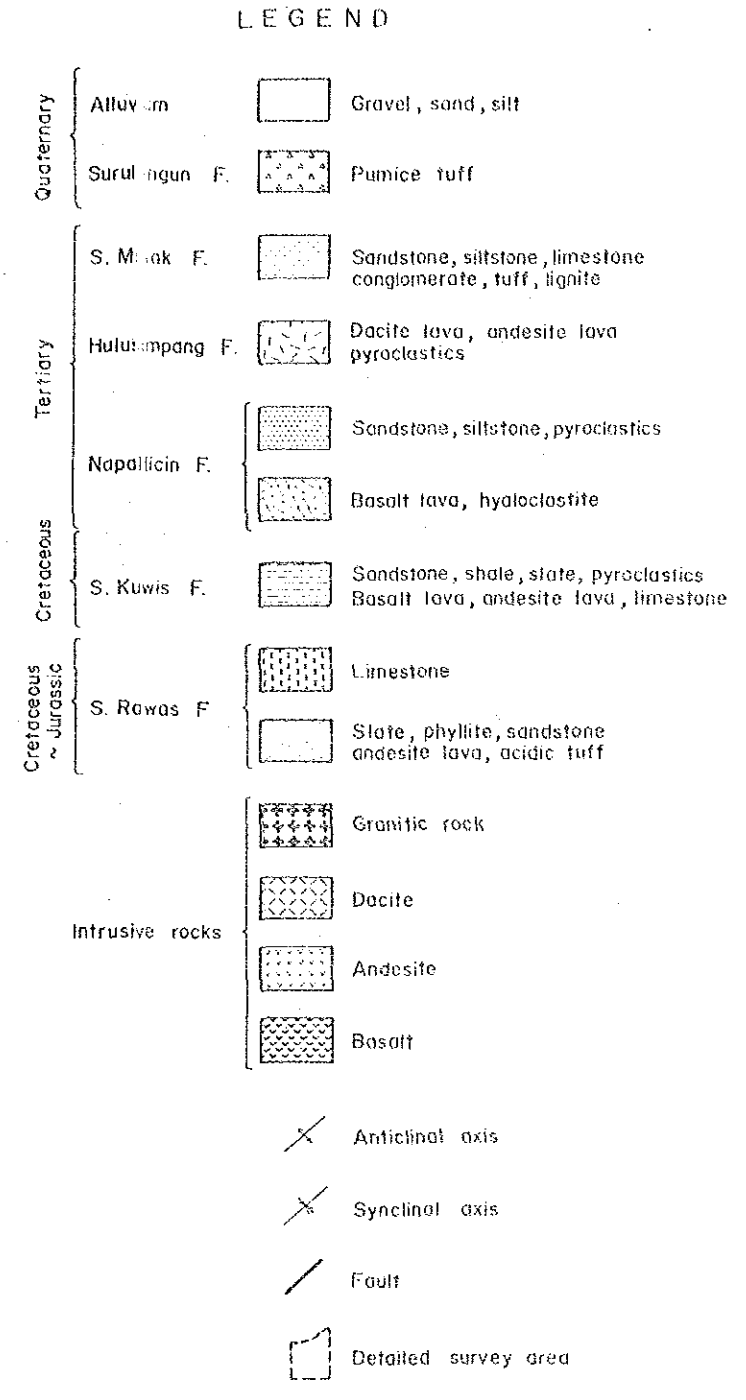 LEGEND
Quaternary
Alluv
Gravel, sand, silt
F.
Pumice tuff
Tertiary
S. F.
Sandstone, siltstone, limestone
conglomerate, tuff, lignite
F.
Dacite lava, andesite lava
pyroclastics
Napallicin F.
Sandstone, siltstone, pyroclastics
Basalt lava, hyaloclastite
Cretaceous
S. Kuwis F.
Sandstone, shale, slate, pyroclastics
Basalt lava, andesite lava, limestone
Cretaceous
~ Jurassic
S. Rawas F
Limestone
Slate, phyllite, sandstone
andesite lava, acidic tuff
Intrusive rocks
Granitic rock
Dacite
Andesite
Basalt
Anticlinal axis
Synclinal axis
Fault
Detailed survey area